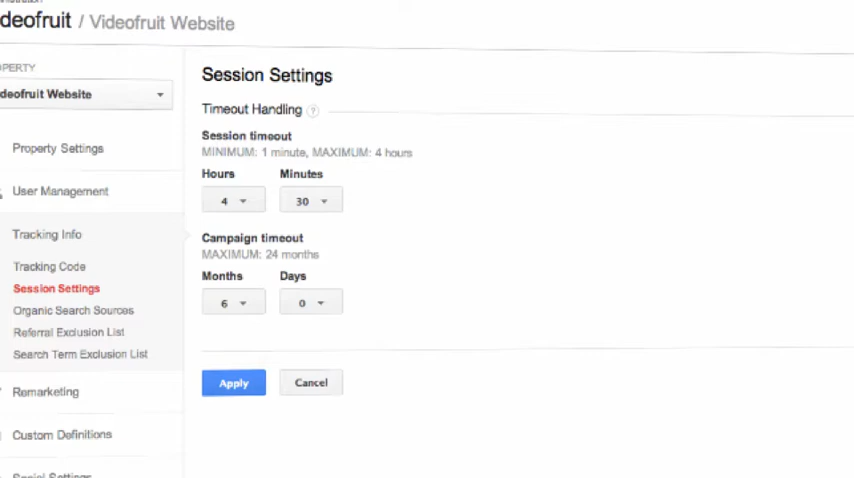 deofruit / Videofruit Website
PERTY
deofruit Website
Property Settings
User Management
Tracking Info
Tracking Code
Session Settings
Organic Search Sources
Referral Exclusion List
Search Term Exclusion List
Remarketing
Custom Definitions
Social Settings
Session Settings
Timeout Handling ?
Session timeout
MINIMUM: 1 minute, MAXIMUM: 4 hours
Hours Minutes
4 30
Campaign timeout
MAXIMUM: 24 months
Months Days
6 0
Apply Cancel